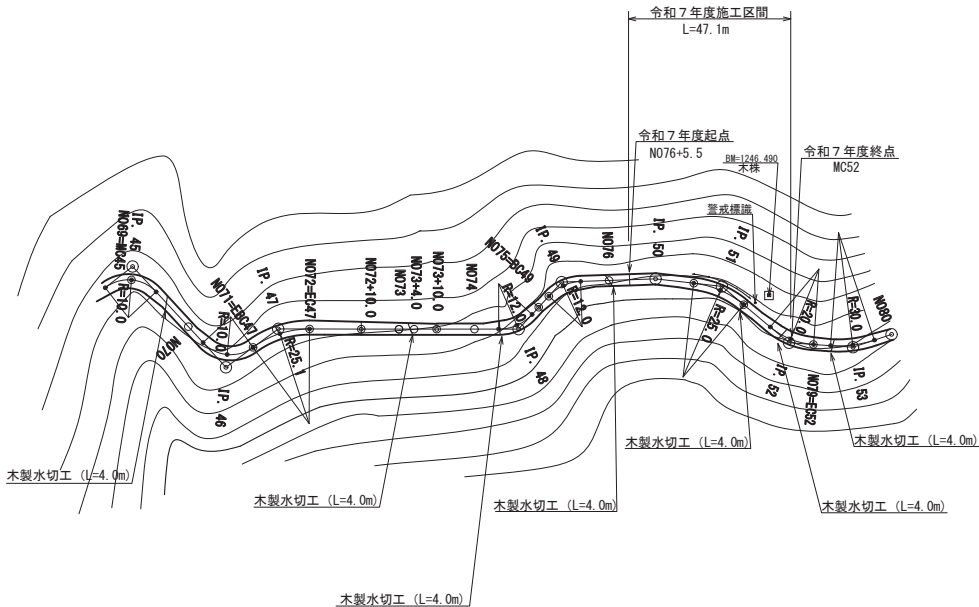 令和７年度施工区間
L=47.1m
令和７年度起点
NO76+5.5
BM=1246.490
木株
令和７年度終点
MC52
警戒標識
IP. 45
NO69=MC45
R=10.0
NO70
NO71=EBC47
R=10.0
IP. 46
IP. 47
R=25.1
NO72=EC47
NO72+10.0
NO73
NO73+4.0
NO73+10.0
NO74
NO75=BC49
R=12.0
IP. 48
IP. 49
R=12.0
NO76
IP. 50
IP. 51
R=25.0
R=20.0
IP. 52
NO79=EC52
R=30.0
IP. 53
NO80
木製水切工 (L=4.0m)
木製水切工 (L=4.0m)
木製水切工 (L=4.0m)
木製水切工 (L=4.0m)
木製水切工 (L=4.0m)
木製水切工 (L=4.0m)
木製水切工 (L=4.0m)